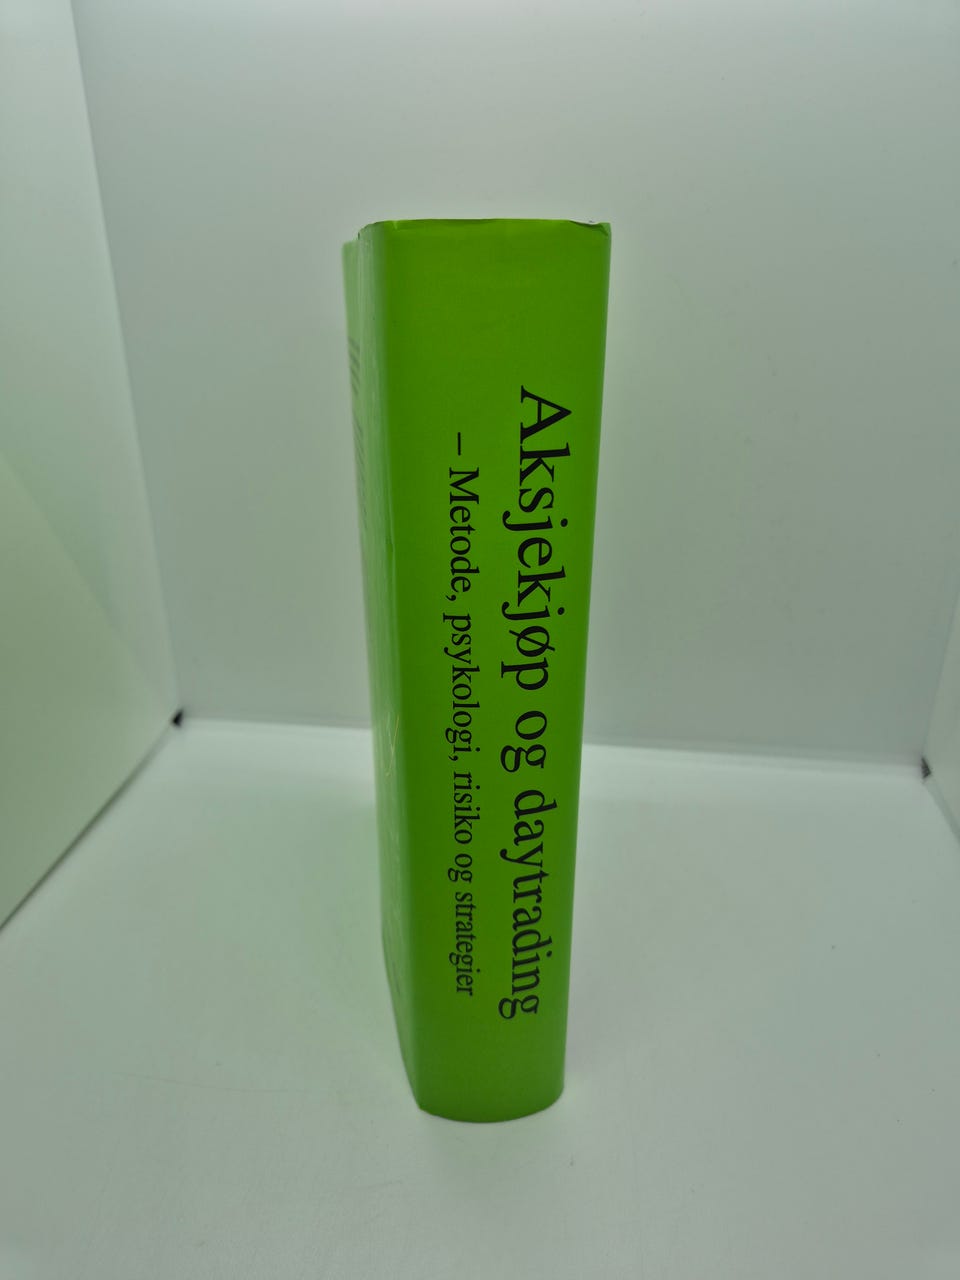 Aksjekjøp og daytrading
– Metode, psykologi, risiko og strategier